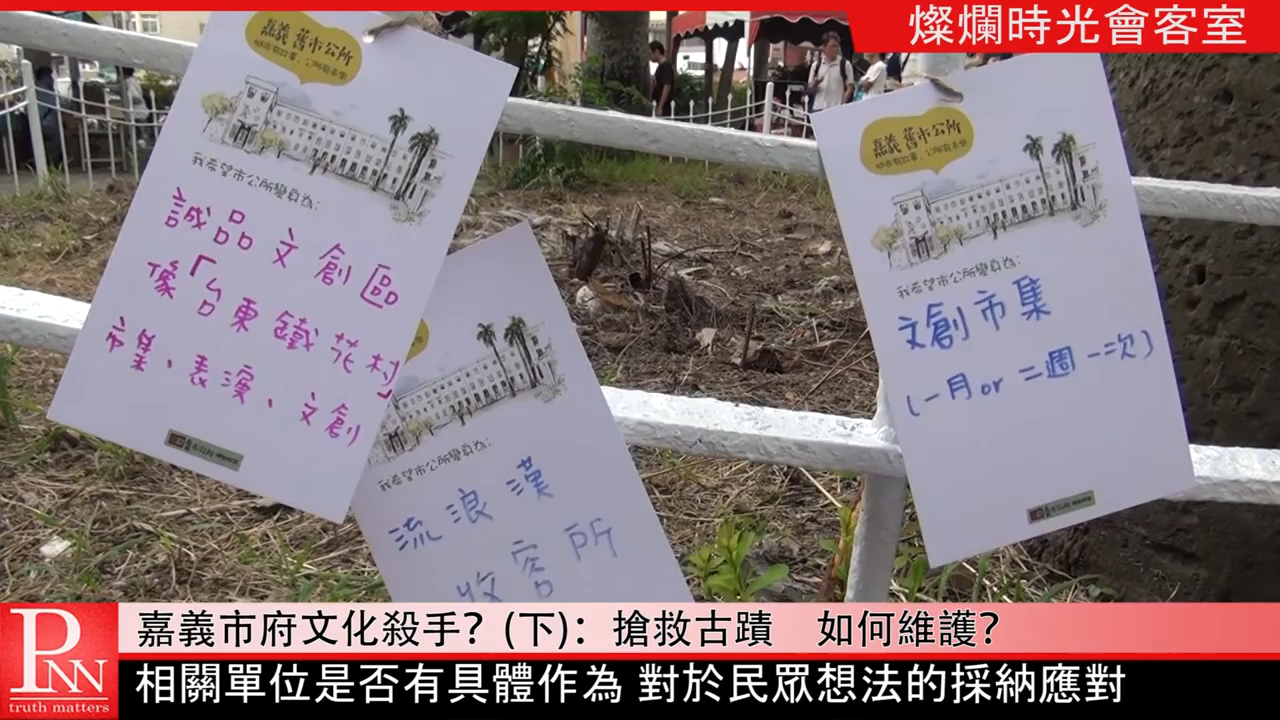 燦爛時光會客室
嘉義 舊市公所
我希望市公所變身為:
誠品文創區
像「台東鐵花村」
市集、表演、文創
我希望市公所變身為:
流浪漢
收容所
嘉義 舊市公所
我希望市公所變身為:
文創市集
(一月 or 二週一次)
PNN
truth matters
嘉義市府文化殺手？(下)：搶救古蹟　如何維護？
相關單位是否有具體作為 對於民眾想法的採納應對